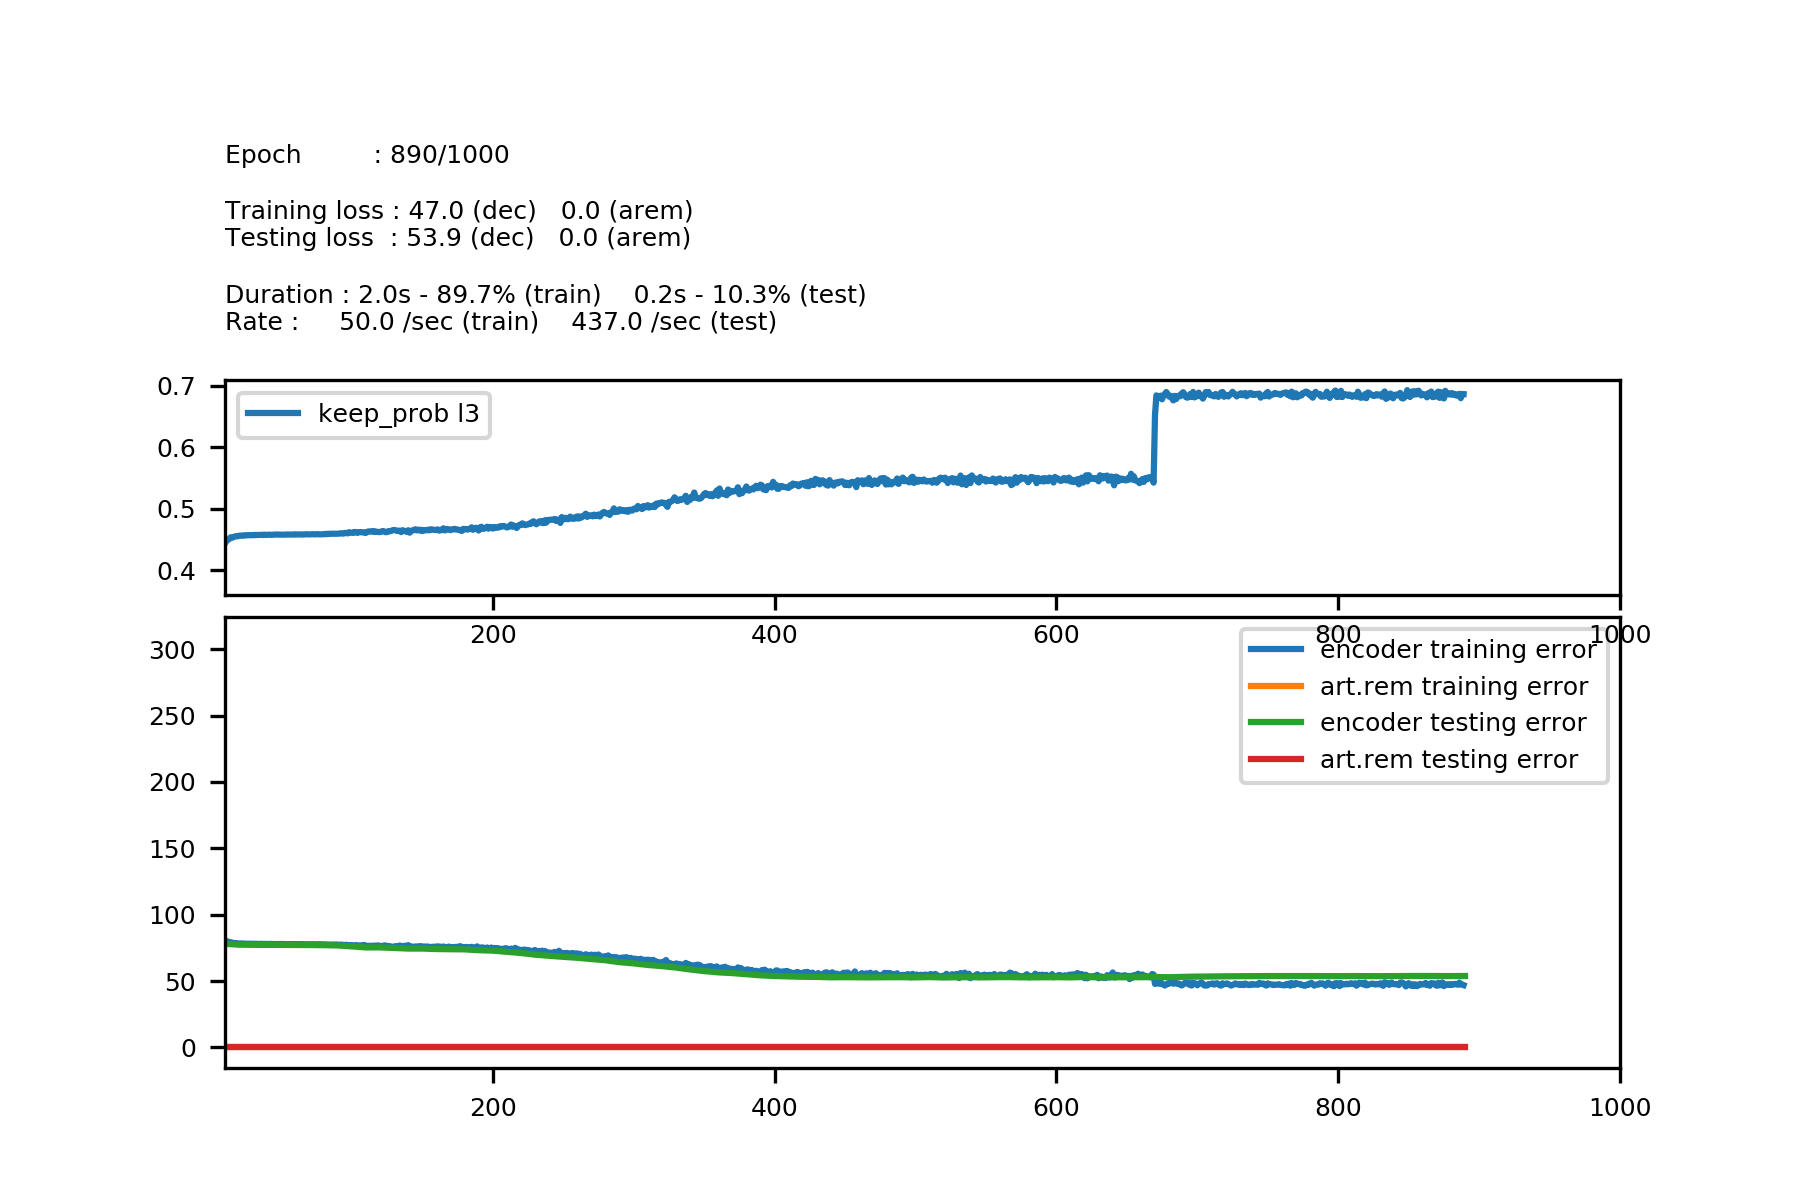 Epoch : 890/1000
Training loss : 47.0 (dec) 0.0 (arem)
Testing loss : 53.9 (dec) 0.0 (arem)
Duration : 2.0s - 89.7% (train) 0.2s - 10.3% (test)
Rate : 50.0 /sec (train) 437.0 /sec (test)
0.7
0.6
0.5
0.4
keep_prob l3
200 400 600 800 1000
300
250
200
150
100
50
0
encoder training error
art.rem training error
encoder testing error
art.rem testing error
200 400 600 800 1000